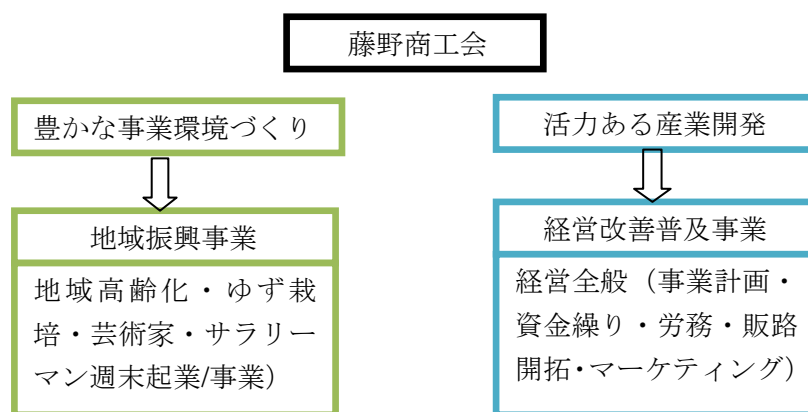 藤野商工会
豊かな事業環境づくり
活力ある産業開発
地域振興事業
地域高齢化・ゆず栽
培・芸術家・サラリー
マン週末起業/事業）
経営改善普及事業
経営全般（事業計画・
資金繰り・労務・販路
開拓・マーケティング）